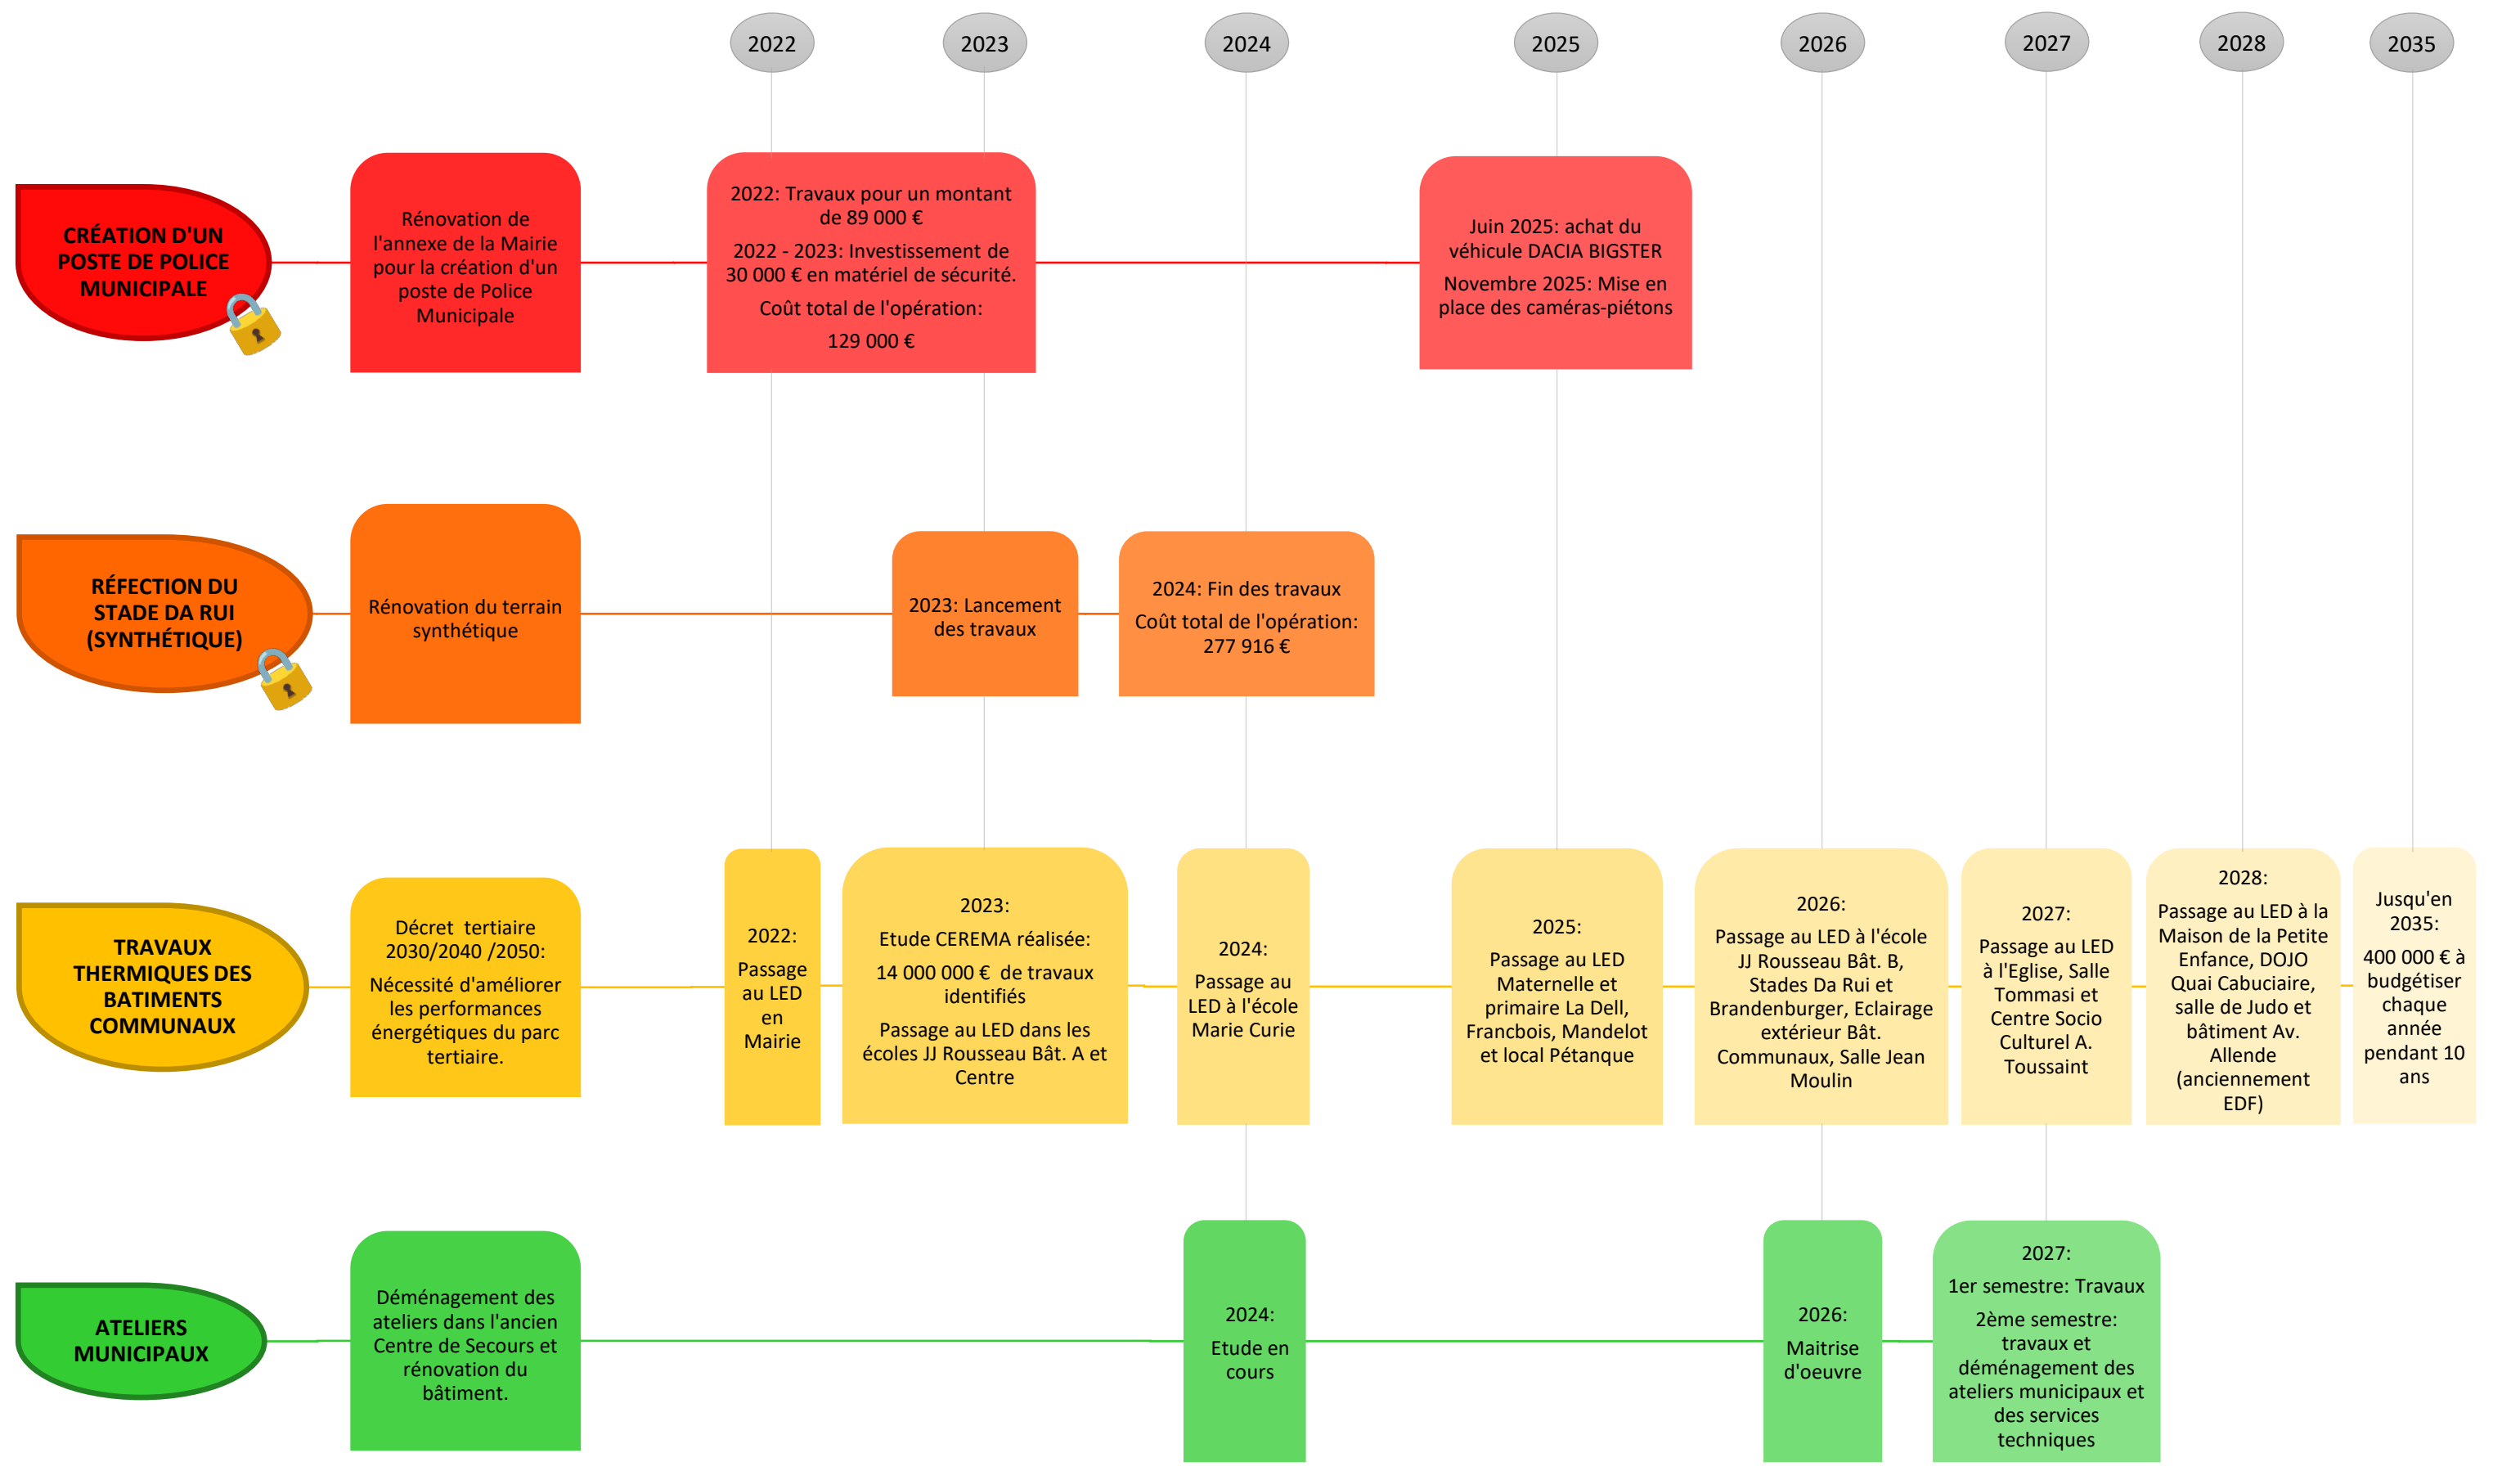 2022
2023
2024
2025
2026
2027
2028
2035
CRÉATION D'UN
POSTE DE POLICE
MUNICIPALE
Rénovation de
l'annexe de la Mairie
pour la création d'un
poste de Police
Municipale
2022: Travaux pour un montant
de 89 000 €
2022 - 2023: Investissement de
30 000 € en matériel de sécurité.
Coût total de l'opération:
129 000 €
Juin 2025: achat du
véhicule DACIA BIGSTER
Novembre 2025: Mise en
place des caméras-piétons
RÉFECTION DU
STADE DA RUI
(SYNTHÉTIQUE)
Rénovation du terrain
synthétique
2023: Lancement
des travaux
2024: Fin des travaux
Coût total de l'opération:
277 916 €
TRAVAUX
THERMIQUES DES
BATIMENTS
COMMUNAUX
Décret  tertiaire
2030/2040 /2050:
Nécessité d'améliorer
les performances
énergétiques du parc
tertiaire.
2022:
Passage
au LED
en
Mairie
2023:
Etude CEREMA réalisée:
14 000 000 €  de travaux
identifiés
Passage au LED dans les
écoles JJ Rousseau Bât. A et
Centre
2024:
Passage au
LED à l'école
Marie Curie
2025:
Passage au LED
Maternelle et
primaire La Dell,
Francbois, Mandelot
et local Pétanque
2026:
Passage au LED à l'école
JJ Rousseau Bât. B,
Stades Da Rui et
Brandenburger, Eclairage
extérieur Bât.
Communaux, Salle Jean
Moulin
2027:
Passage au LED
à l'Eglise, Salle
Tommasi et
Centre Socio
Culturel A.
Toussaint
2028:
Passage au LED à la
Maison de la Petite
Enfance, DOJO
Quai Cabuciaire,
salle de Judo et
bâtiment Av.
Allende
(anciennement
EDF)
Jusqu'en
2035:
400 000 € à
budgétiser
chaque
année
pendant 10
ans
ATELIERS
MUNICIPAUX
Déménagement des
ateliers dans l'ancien
Centre de Secours et
rénovation du
bâtiment.
2024:
Etude en
cours
2026:
Maitrise
d'oeuvre
2027:
1er semestre: Travaux
2ème semestre:
travaux et
déménagement des
ateliers municipaux et
des services
techniques